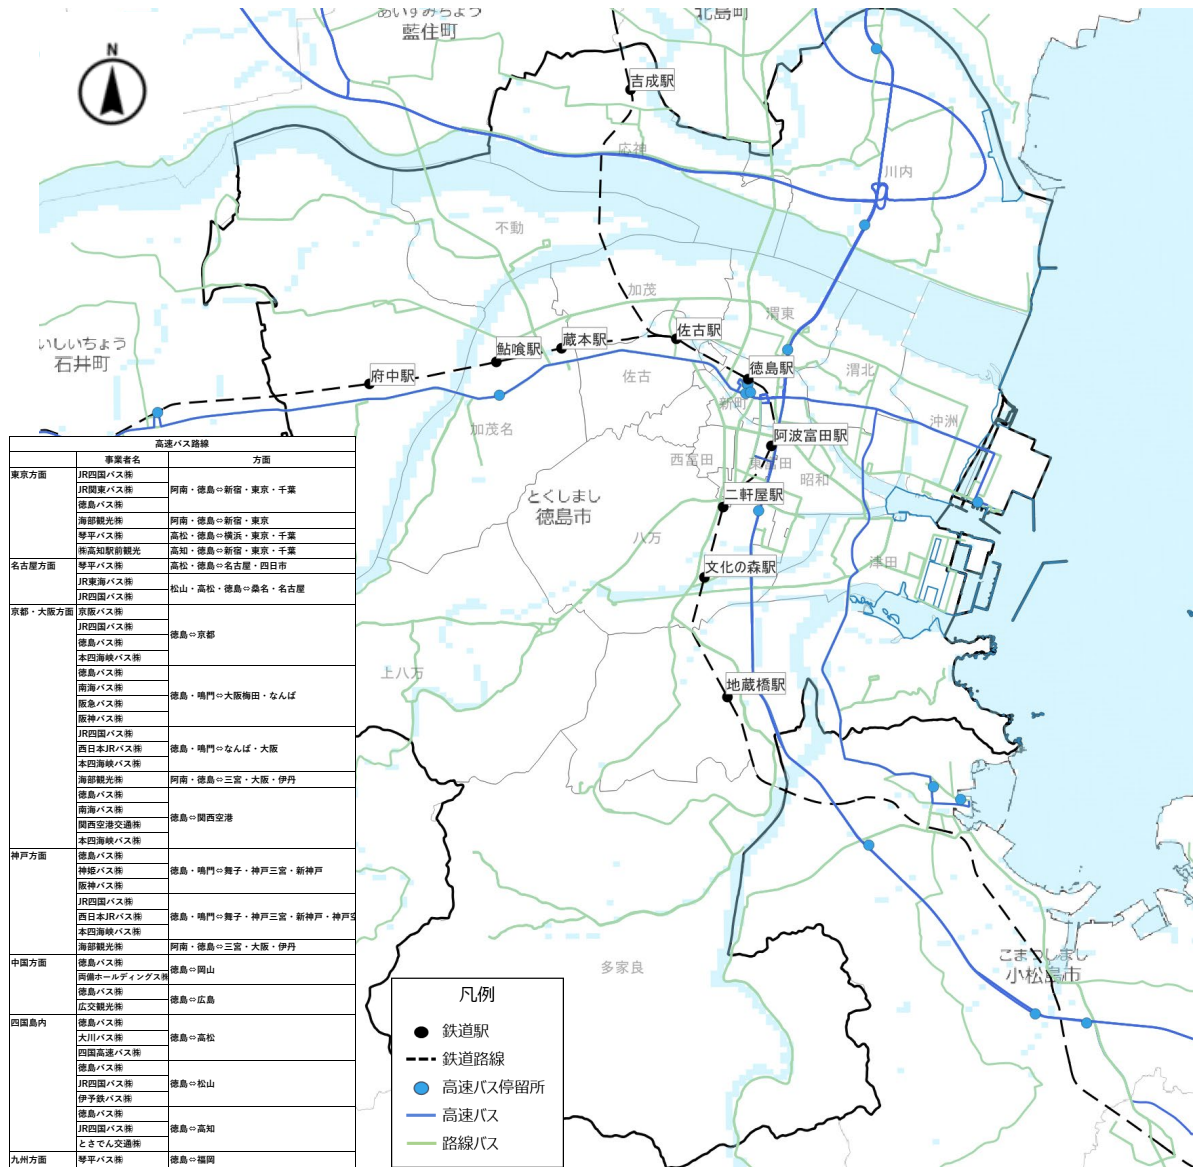 あいずみちょう
藍住町
北島町
N
吉成駅
応神
川内
不動
加茂
渭東
いしいちょう
石井町
鮎喰駅
蔵本駅
佐古駅
府中駅
佐古
徳島駅
渭北
新町
加茂名
沖洲
阿波富田駅
西富田
東富田
昭和
とくしまし
徳島市
二軒屋駅
八万
文化の森駅
津田
上八万
地蔵橋駅
多家良
こまつしまし
小松島市
高速バス路線
事業者名 方面
東京方面 JR四国バス㈱
JR関東バス㈱ 阿南・徳島⇔新宿・東京・千葉
徳島バス㈱
海部観光㈱ 阿南・徳島⇔新宿・東京
琴平バス㈱ 高松・徳島⇔横浜・東京・千葉
㈱高知駅前観光 高知・徳島⇔新宿・東京・千葉
名古屋方面 琴平バス㈱ 高松・徳島⇔名古屋・四日市
JR東海バス㈱ 松山・高松・徳島⇔桑名・名古屋
JR四国バス㈱
京都・大阪方面 京阪バス㈱ 徳島⇔京都
JR四国バス㈱
徳島バス㈱
本四海峡バス㈱
徳島バス㈱ 徳島・鳴門⇔大阪梅田・なんば
南海バス㈱
阪急バス㈱
阪神バス㈱
JR四国バス㈱
西日本JRバス㈱ 徳島・鳴門⇔なんば・大阪
本四海峡バス㈱
海部観光㈱ 阿南・徳島⇔三宮・大阪・伊丹
徳島バス㈱ 徳島⇔関西空港
南海バス㈱
関西空港交通㈱
本四海峡バス㈱
神戸方面 徳島バス㈱
神姫バス㈱ 徳島・鳴門⇔舞子・神戸三宮・新神戸
阪神バス㈱
JR四国バス㈱
西日本JRバス㈱ 徳島・鳴門⇔舞子・神戸三宮・新神戸・神戸空
本四海峡バス㈱
海部観光㈱ 阿南・徳島⇔三宮・大阪・伊丹
中国方面 徳島バス㈱ 徳島⇔岡山
両備ホールディングス㈱
徳島バス㈱ 徳島⇔広島
広交観光㈱
四国島内 徳島バス㈱
大川バス㈱ 徳島⇔高松
四国高速バス㈱
徳島バス㈱
JR四国バス㈱ 徳島⇔松山
伊予鉄バス㈱
徳島バス㈱
JR四国バス㈱ 徳島⇔高知
とさでん交通㈱
九州方面 琴平バス㈱ 徳島⇔福岡
凡例
鉄道駅
鉄道路線
高速バス停留所
高速バス
路線バス